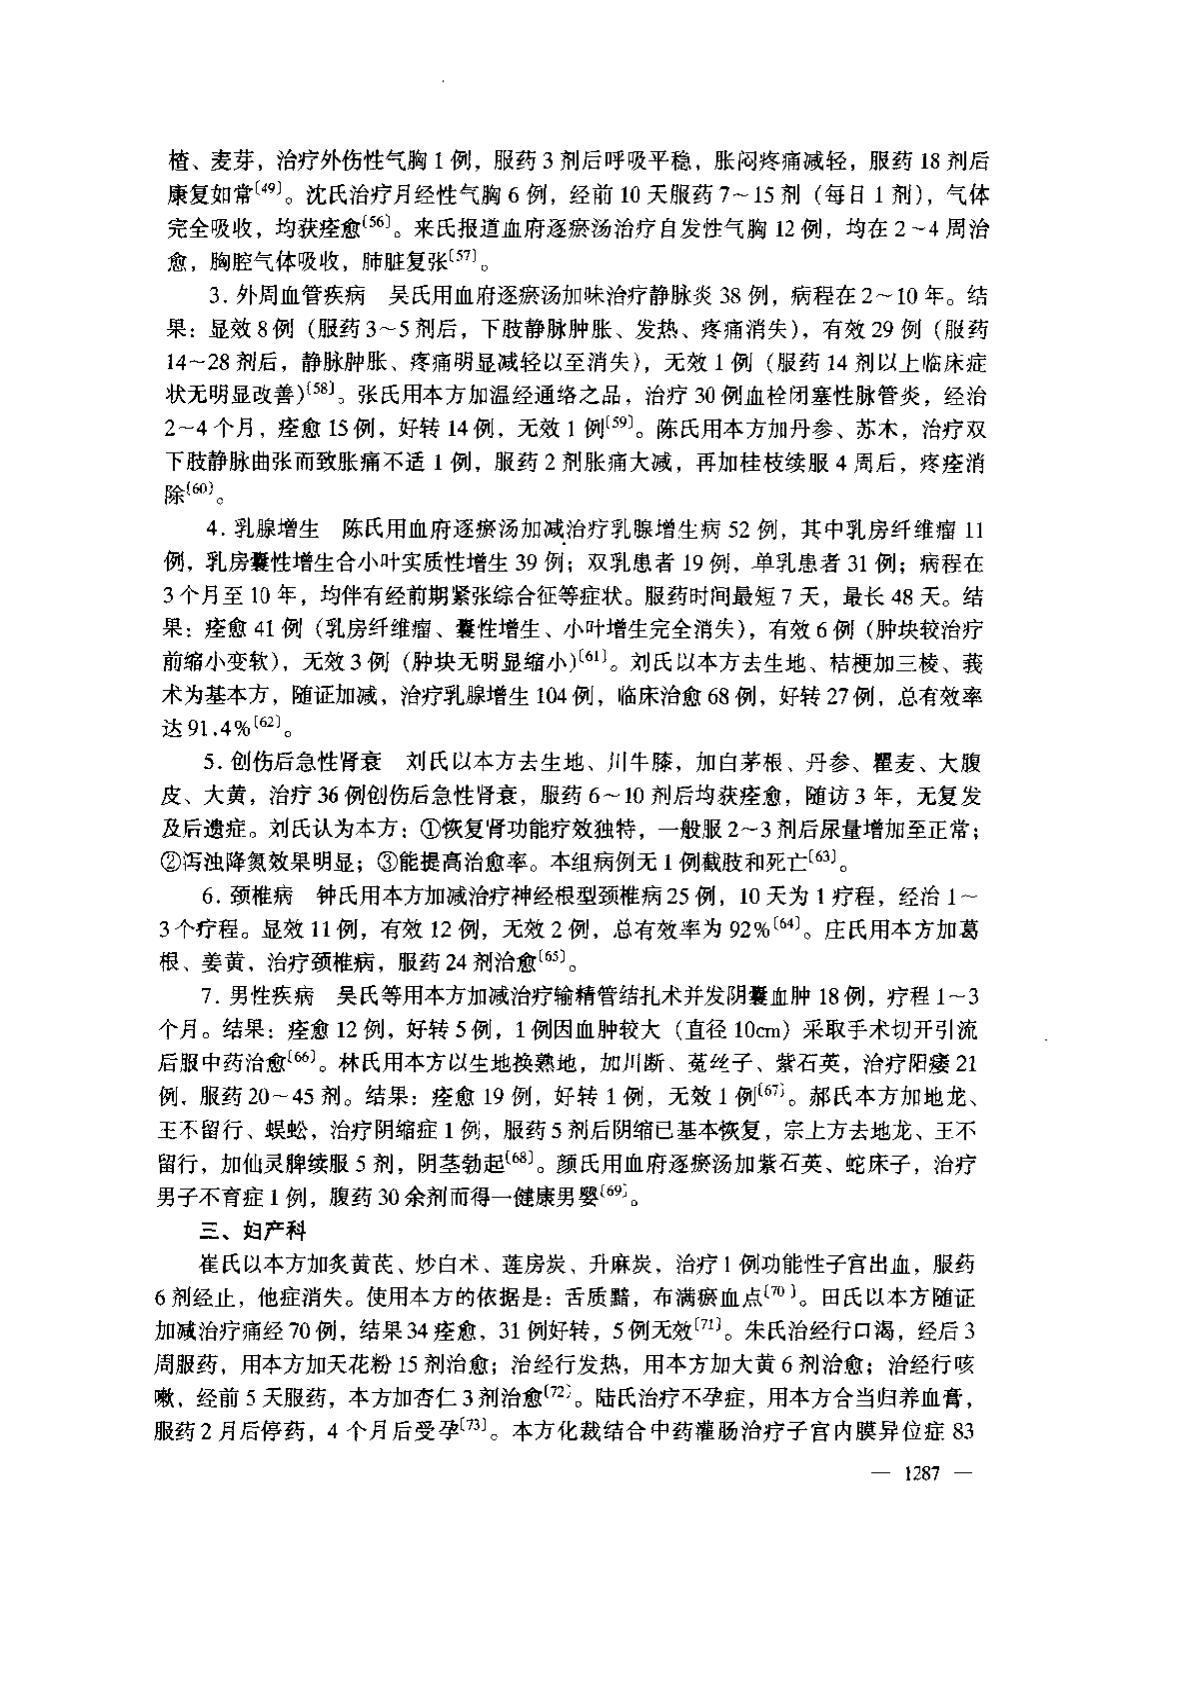 楂、麦芽，治疗外伤性气胸 1 例，服药 3 剂后呼吸平稳，胀闷疼痛减轻，服药 18 剂后
康复如常〔49〕。沈氏治疗月经性气胸 6 例，经前 10 天服药 7～15 剂（每日 1 剂），气体
完全吸收，均获痊愈〔56〕。来氏报道血府逐瘀汤治疗自发性气胸 12 例，均在 2～4 周治
愈，胸腔气体吸收，肺脏复张〔57〕。
3. 外周血管疾病　吴氏用血府逐瘀汤加味治疗静脉炎 38 例，病程在 2～10 年。结
果：显效 8 例（服药 3～5 剂后，下肢静脉肿胀、发热、疼痛消失），有效 29 例（服药
14～28 剂后，静脉肿胀、疼痛明显减轻以至消失），无效 1 例（服药 14 剂以上临床症
状无明显改善）〔58〕。张氏用本方加温经通络之品，治疗 30 例血栓闭塞性脉管炎，经治
2～4 个月，痊愈 15 例，好转 14 例，无效 1 例〔59〕。陈氏用本方加丹参、苏木，治疗双
下肢静脉曲张而致胀痛不适 1 例，服药 2 剂胀痛大减，再加桂枝续服 4 周后，疼痊消
除〔60〕。
4. 乳腺增生　陈氏用血府逐瘀汤加减治疗乳腺增生病 52 例，其中乳房纤维瘤 11
例，乳房囊性增生合小叶实质性增生 39 例；双乳患者 19 例，单乳患者 31 例；病程在
3 个月至 10 年，均伴有经前期紧张综合征等症状。服药时间最短 7 天，最长 48 天。结
果：痊愈 41 例（乳房纤维瘤、囊性增生、小叶增生完全消失），有效 6 例（肿块较治疗
前缩小变软），无效 3 例（肿块无明显缩小）〔61〕。刘氏以本方去生地、桔梗加三棱、莪
术为基本方，随证加减，治疗乳腺增生 104 例，临床治愈 68 例，好转 27 例，总有效率
达 91.4%〔62〕。
5. 创伤后急性肾衰　刘氏以本方去生地、川牛膝，加白茅根、丹参、瞿麦、大腹
皮、大黄，治疗 36 例创伤后急性肾衰，服药 6～10 剂后均获痊愈，随访 3 年，无复发
及后遗症。刘氏认为本方：①恢复肾功能疗效独特，一般服 2～3 剂后尿量增加至正常；
②泻浊降氮效果明显；③能提高治愈率。本组病例无 1 例截肢和死亡〔63〕。
6. 颈椎病　钟氏用本方加减治疗神经根型颈椎病 25 例，10 天为 1 疗程，经治 1～
3 个疗程。显效 11 例，有效 12 例，无效 2 例，总有效率为 92%〔64〕。庄氏用本方加葛
根、姜黄，治疗颈椎病，服药 24 剂治愈〔65〕。
7. 男性疾病　吴氏等用本方加减治疗输精管结扎术并发阴囊血肿 18 例，疗程 1～3
个月。结果：痊愈 12 例，好转 5 例，1 例因血肿较大（直径 10cm）采取手术切开引流
后服中药治愈〔66〕。林氏用本方以生地换熟地，加川断、菟丝子、紫石英，治疗阳痿 21
例，服药 20～45 剂。结果：痊愈 19 例，好转 1 例，无效 1 例〔67〕。郝氏本方加地龙、
王不留行、蜈蚣，治疗阴缩症 1 例，服药 5 剂后阴缩已基本恢复，宗上方去地龙、王不
留行，加仙灵脾续服 5 剂，阴茎勃起〔68〕。颜氏用血府逐瘀汤加紫石英、蛇床子，治疗
男子不育症 1 例，腹药 30 余剂而得一健康男婴〔69〕。
三、妇产科
崔氏以本方加炙黄芪、炒白术、莲房炭、升麻炭，治疗 1 例功能性子宫出血，服药
6 剂经止，他症消失。使用本方的依据是：舌质黯，布满瘀血点〔70〕。田氏以本方随证
加减治疗痛经 70 例，结果 34 痊愈，31 例好转，5 例无效〔71〕。朱氏治经行口渴，经后 3
周服药，用本方加天花粉 15 剂治愈；治经行发热，用本方加大黄 6 剂治愈；治经行咳
嗽，经前 5 天服药，本方加杏仁 3 剂治愈〔72〕。陆氏治疗不孕症，用本方合当归养血膏，
服药 2 月后停药，4 个月后受孕〔73〕。本方化裁结合中药灌肠治疗子宫内膜异位症 83
— 1287 —